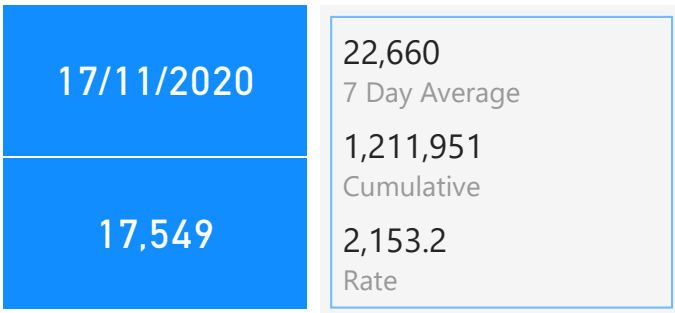 17/11/2020
17,549
22,660
7 Day Average
1,211,951
Cumulative
2,153.2
Rate